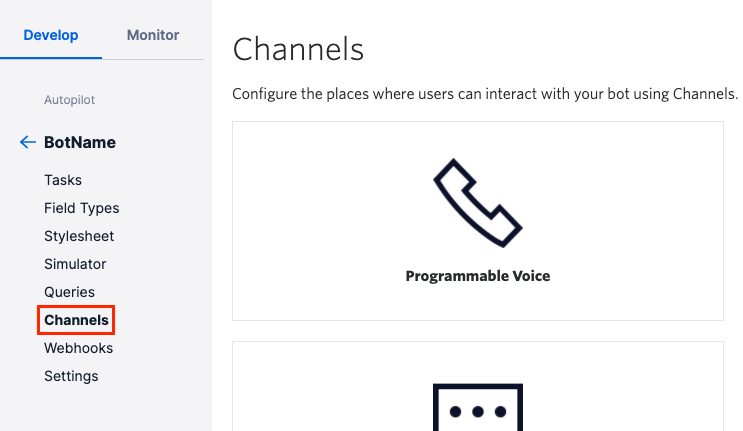 Develop
Monitor
Autopilot
BotName
Tasks
Field Types
Stylesheet
Simulator
Queries
Channels
Webhooks
Settings
Channels
Configure the places where users can interact with your bot using Channels.
Programmable Voice